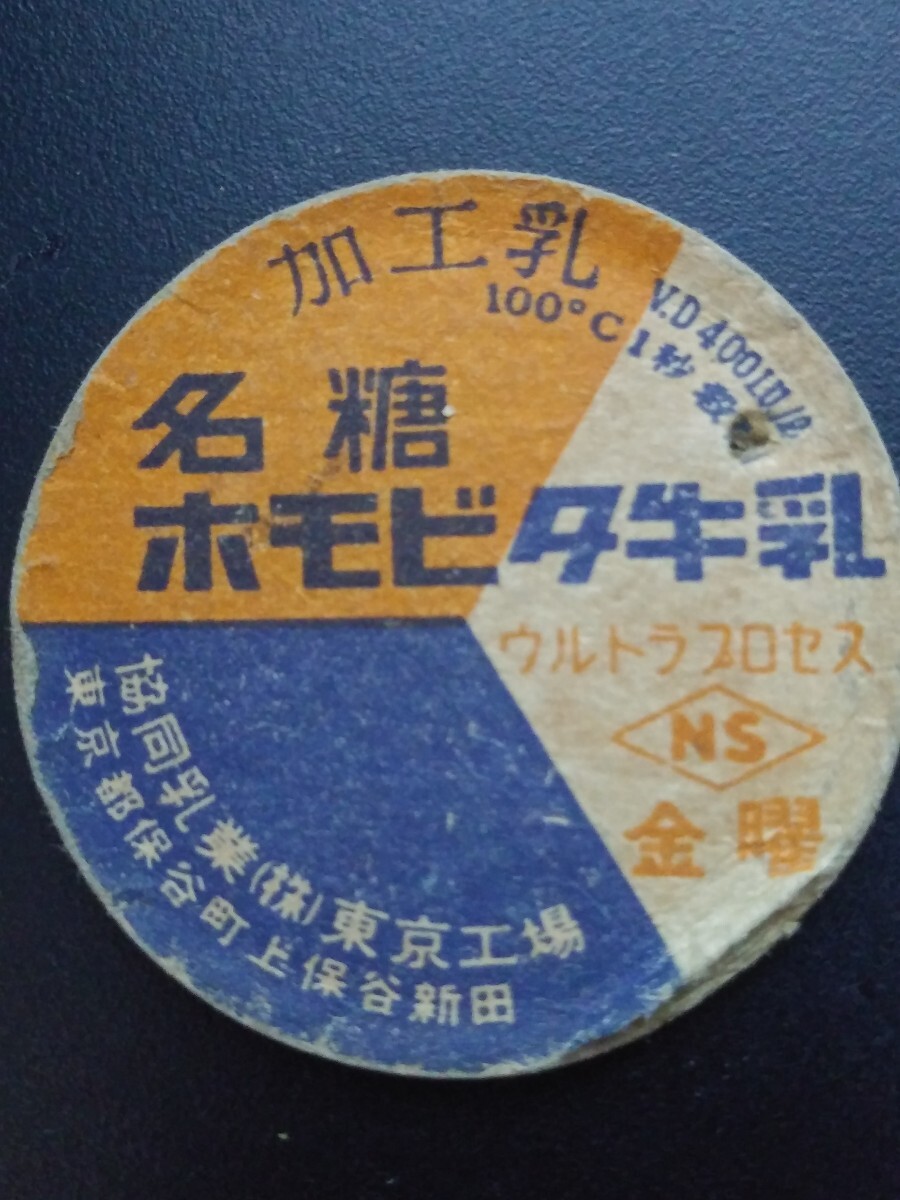 加工乳
V.D 400IU/ℓ
100°C 1秒 殺
名糖
ホモビタ牛乳
ウルトラプロセス
NS
金曜
協同乳業(株)東京工場
東京都保谷町上保谷新田